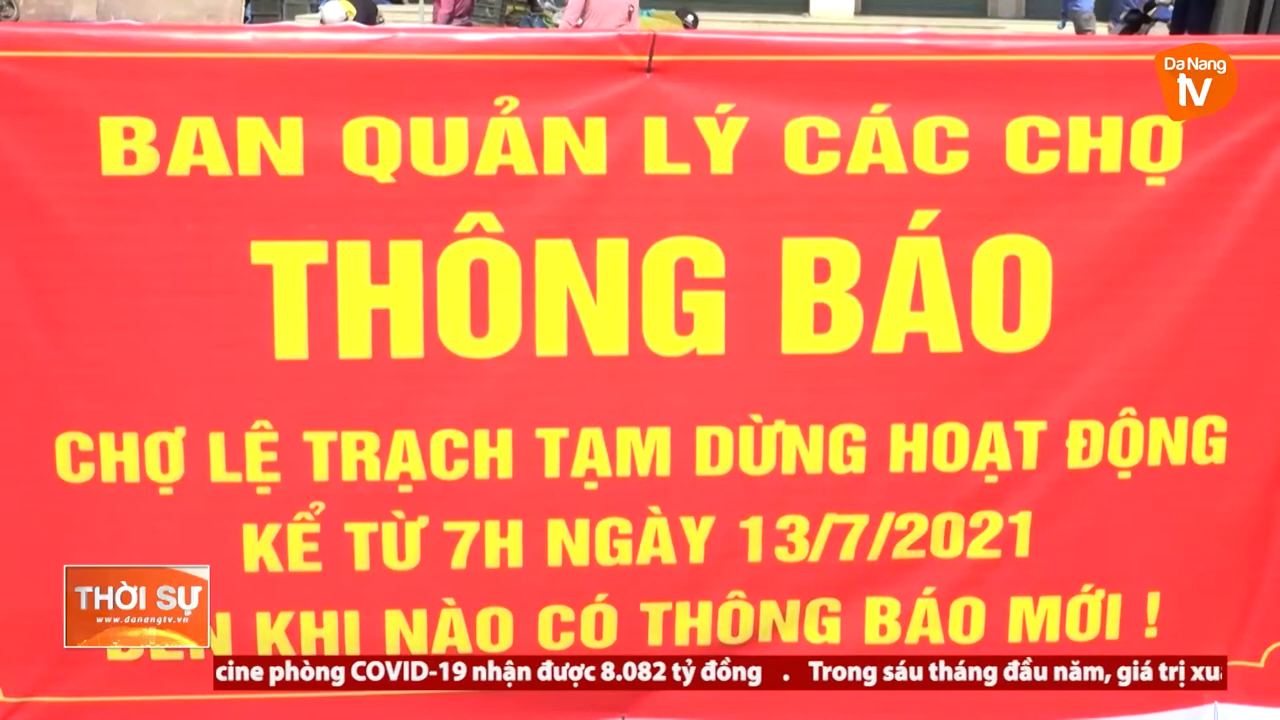 Da Nang
tv
BAN QUẢN LÝ CÁC CHỢ
THÔNG BÁO
CHỢ LỆ TRẠCH TẠM DỪNG HOẠT ĐỘNG
KỂ TỪ 7H NGÀY 13/7/2021
ĐẾN KHI NÀO CÓ THÔNG BÁO MỚI !
THỜI SỰ
www.danangtv.vn
cine phòng COVID-19 nhận được 8.082 tỷ đồng . Trong sáu tháng đầu năm, giá trị xu